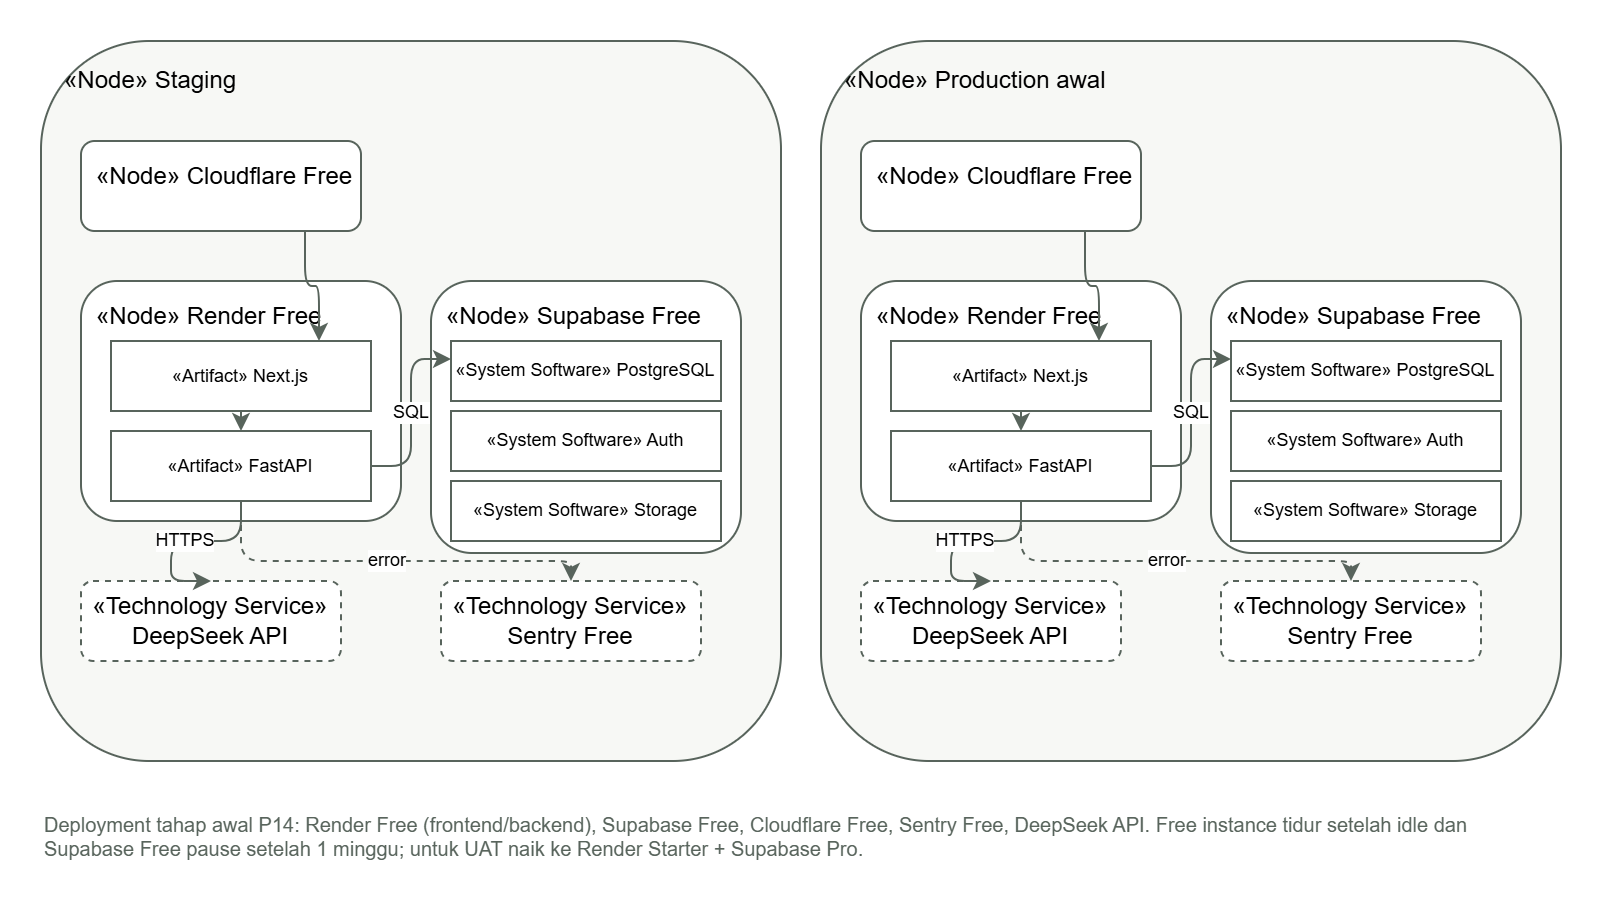 «Node» Staging
«Node» Cloudflare Free
«Node» Render Free
«Artifact» Next.js
«Artifact» FastAPI
SQL
«Node» Supabase Free
«System Software» PostgreSQL
«System Software» Auth
«System Software» Storage
HTTPS
error
«Technology Service»
DeepSeek API
«Technology Service»
Sentry Free
«Node» Production awal
«Node» Cloudflare Free
«Node» Render Free
«Artifact» Next.js
«Artifact» FastAPI
SQL
«Node» Supabase Free
«System Software» PostgreSQL
«System Software» Auth
«System Software» Storage
HTTPS
error
«Technology Service»
DeepSeek API
«Technology Service»
Sentry Free
Deployment tahap awal P14: Render Free (frontend/backend), Supabase Free, Cloudflare Free, Sentry Free, DeepSeek API. Free instance tidur setelah idle dan
Supabase Free pause setelah 1 minggu; untuk UAT naik ke Render Starter + Supabase Pro.